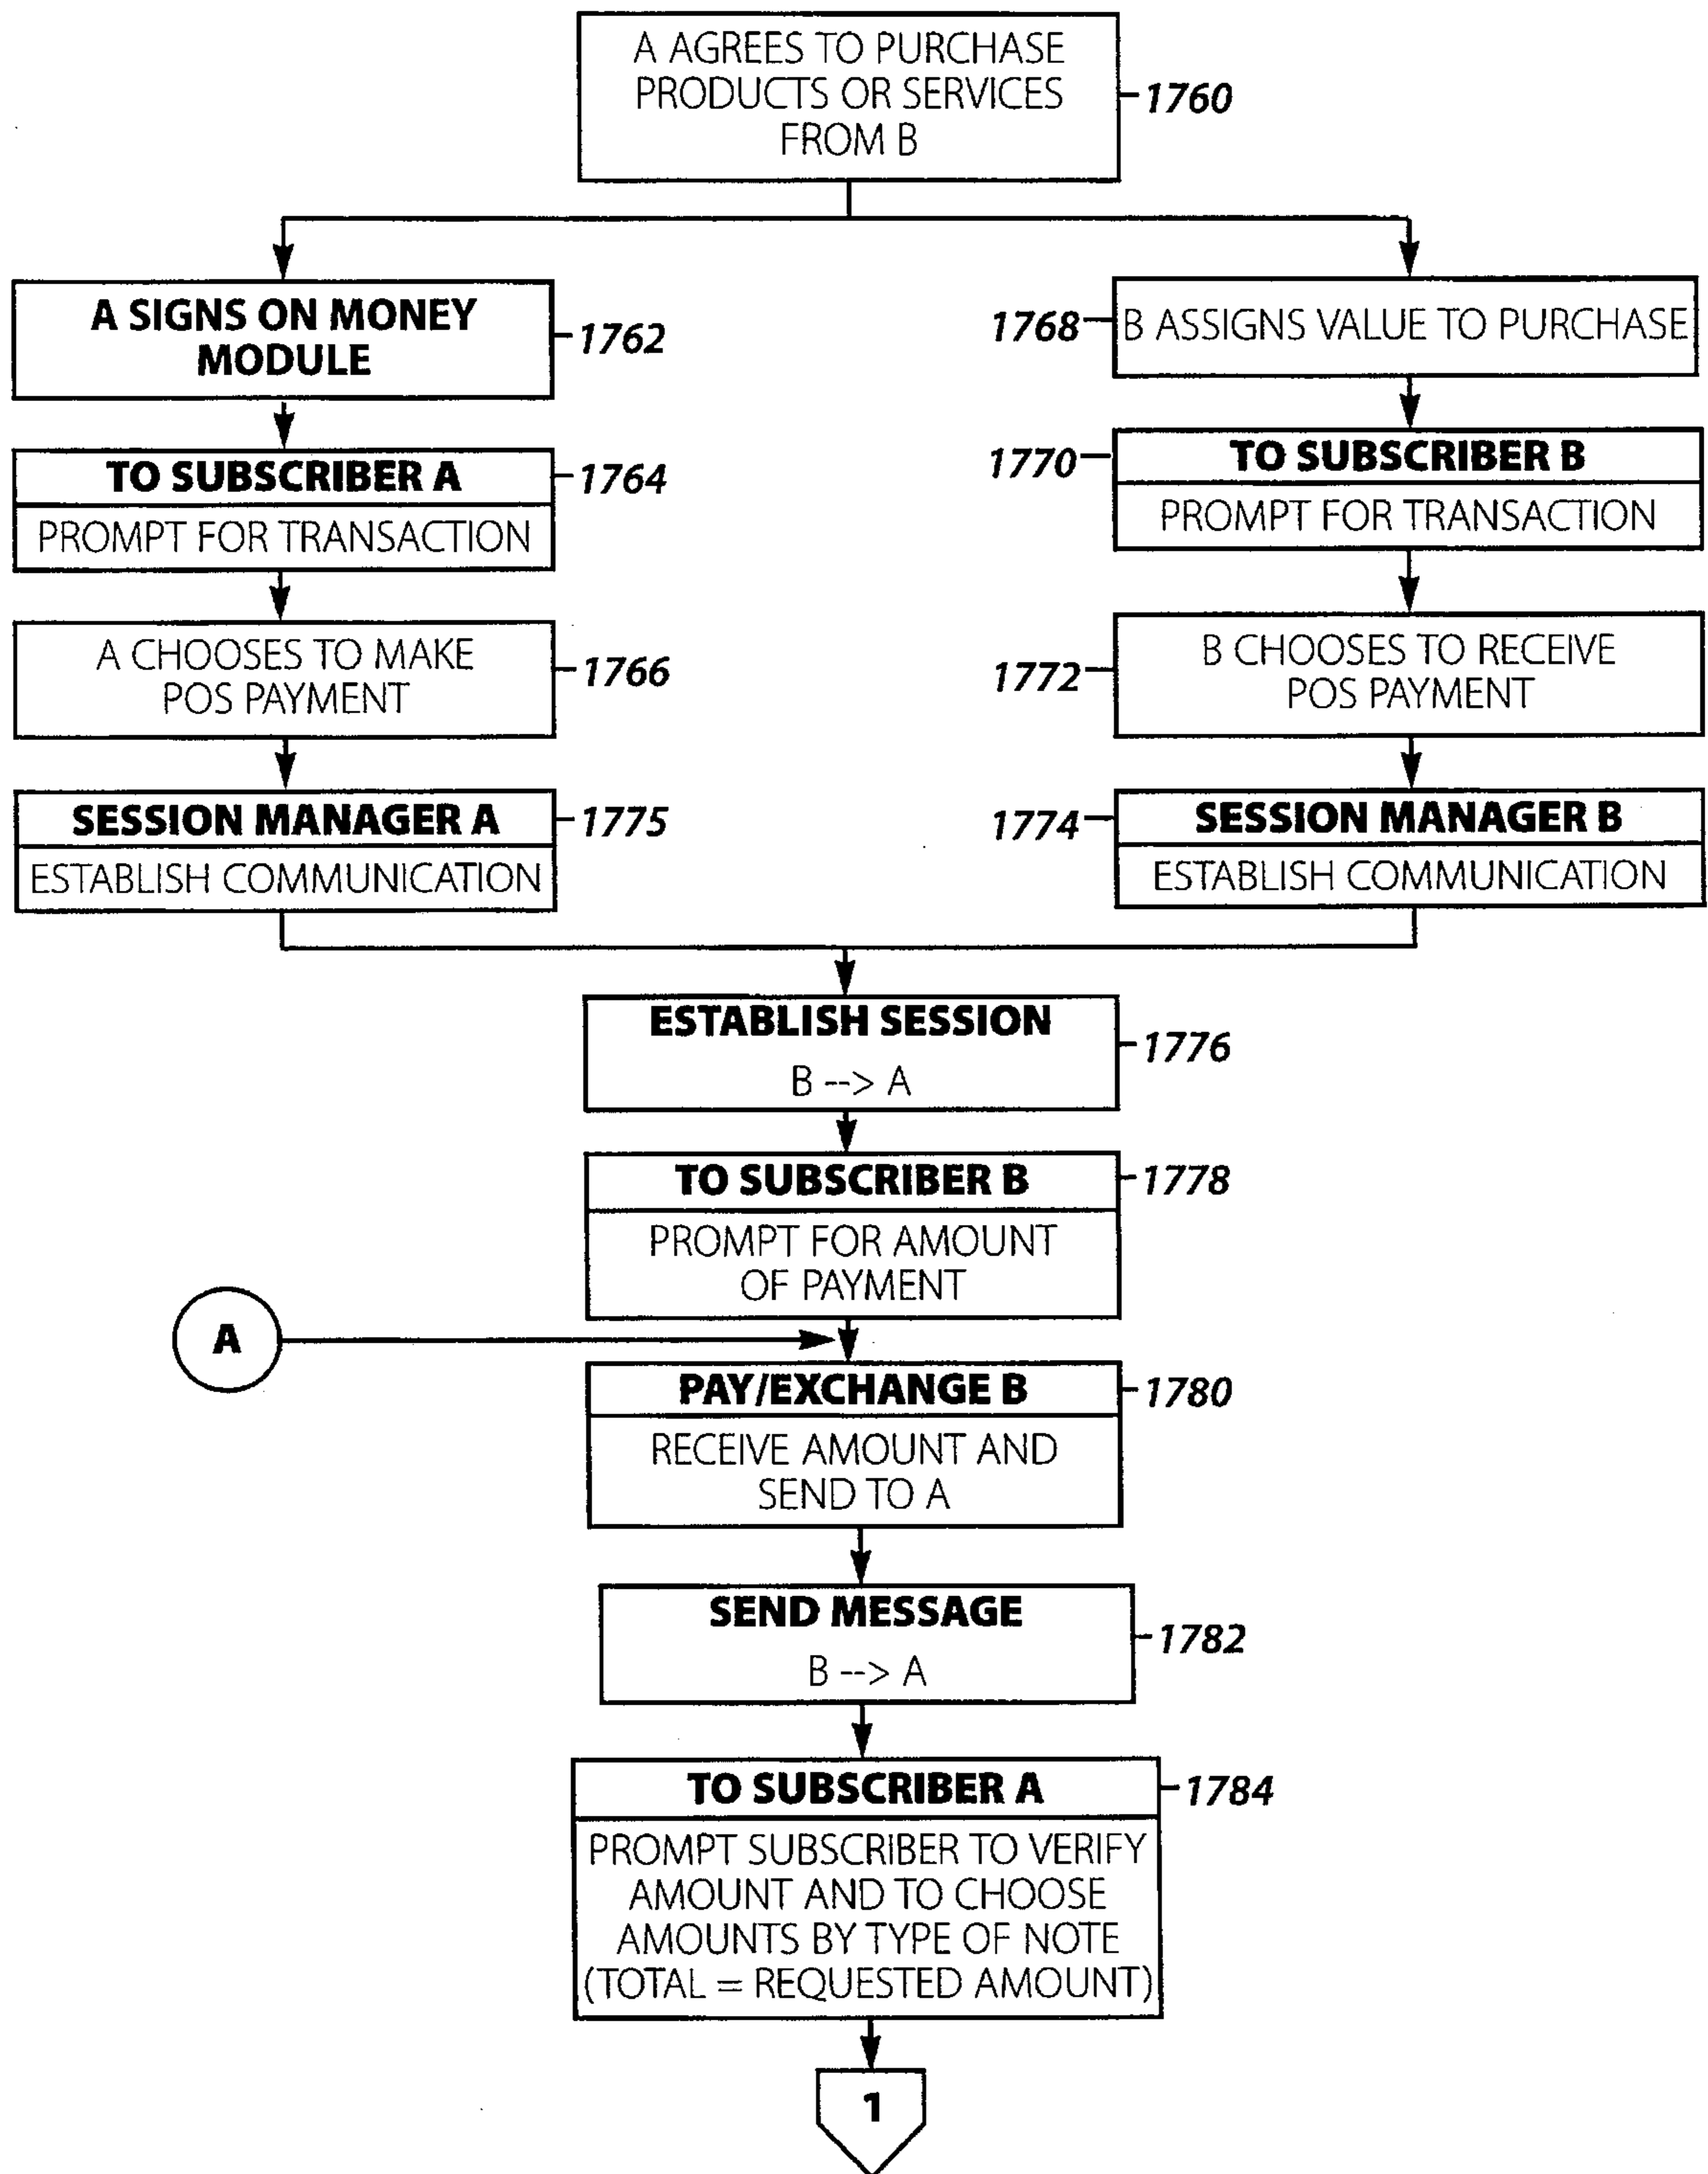 A AGREES TO PURCHASE
PRODUCTS OR SERVICES
FROM B
1760
A SIGNS ON MONEY
MODULE
1762
TO SUBSCRIBER A
1764
PROMPT FOR TRANSACTION
A CHOOSES TO MAKE
POS PAYMENT
1766
SESSION MANAGER A
1775
ESTABLISH COMMUNICATION
1768
B ASSIGNS VALUE TO PURCHASE
1770
TO SUBSCRIBER B
PROMPT FOR TRANSACTION
1772
B CHOOSES TO RECEIVE
POS PAYMENT
1774
SESSION MANAGER B
ESTABLISH COMMUNICATION
ESTABLISH SESSION
1776
B --> A
TO SUBSCRIBER B
1778
PROMPT FOR AMOUNT
OF PAYMENT
A
PAY/EXCHANGE B
1780
RECEIVE AMOUNT AND
SEND TO A
SEND MESSAGE
1782
B --> A
TO SUBSCRIBER A
1784
PROMPT SUBSCRIBER TO VERIFY
AMOUNT AND TO CHOOSE
AMOUNTS BY TYPE OF NOTE
(TOTAL = REQUESTED AMOUNT)
1